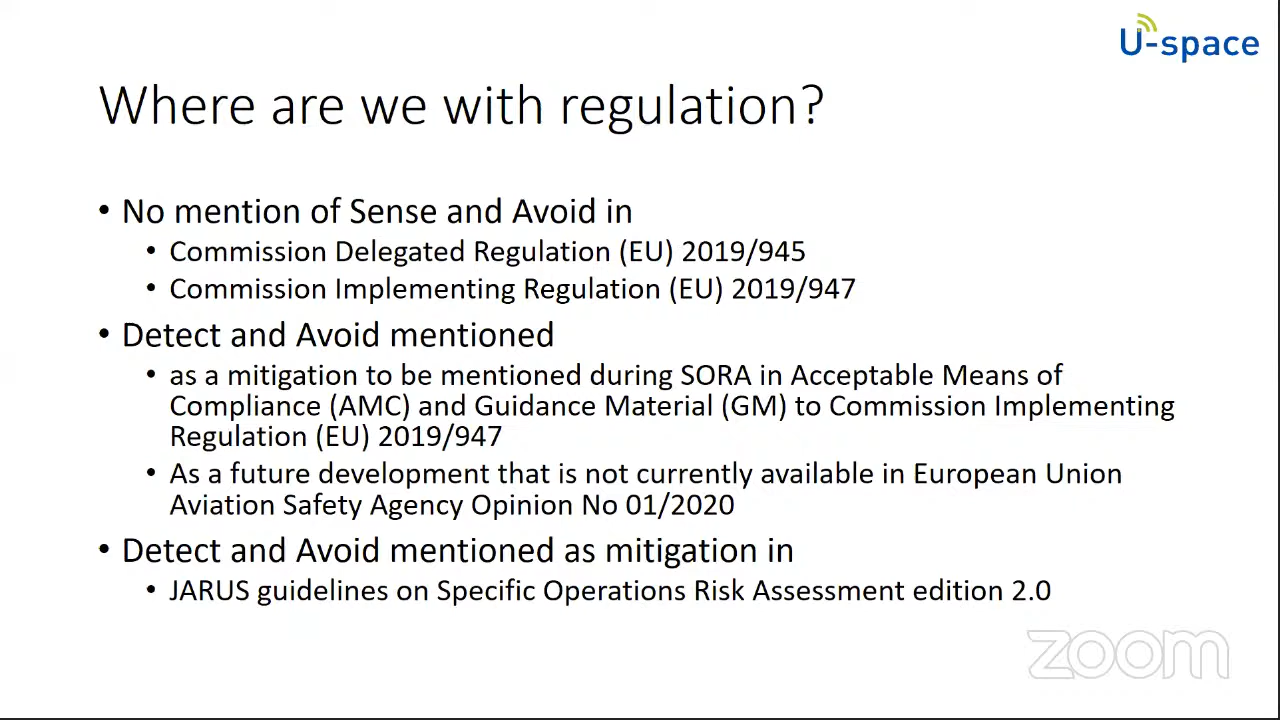 U-space
Where are we with regulation?
• No mention of Sense and Avoid in
• Commission Delegated Regulation (EU) 2019/945
• Commission Implementing Regulation (EU) 2019/947
• Detect and Avoid mentioned
• as a mitigation to be mentioned during SORA in Acceptable Means of
Compliance (AMC) and Guidance Material (GM) to Commission Implementing
Regulation (EU) 2019/947
• As a future development that is not currently available in European Union
Aviation Safety Agency Opinion No 01/2020
• Detect and Avoid mentioned as mitigation in
• JARUS guidelines on Specific Operations Risk Assessment edition 2.0
zoom